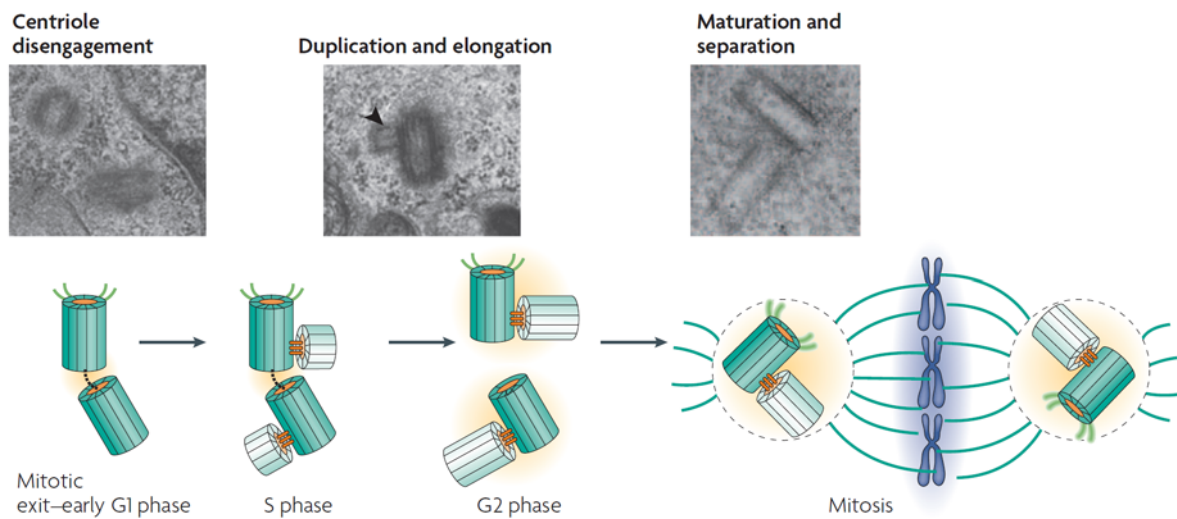 Centriole
disengagement
Duplication and elongation
Maturation and
separation
Mitotic
exit–early G1 phase
S phase
G2 phase
Mitosis